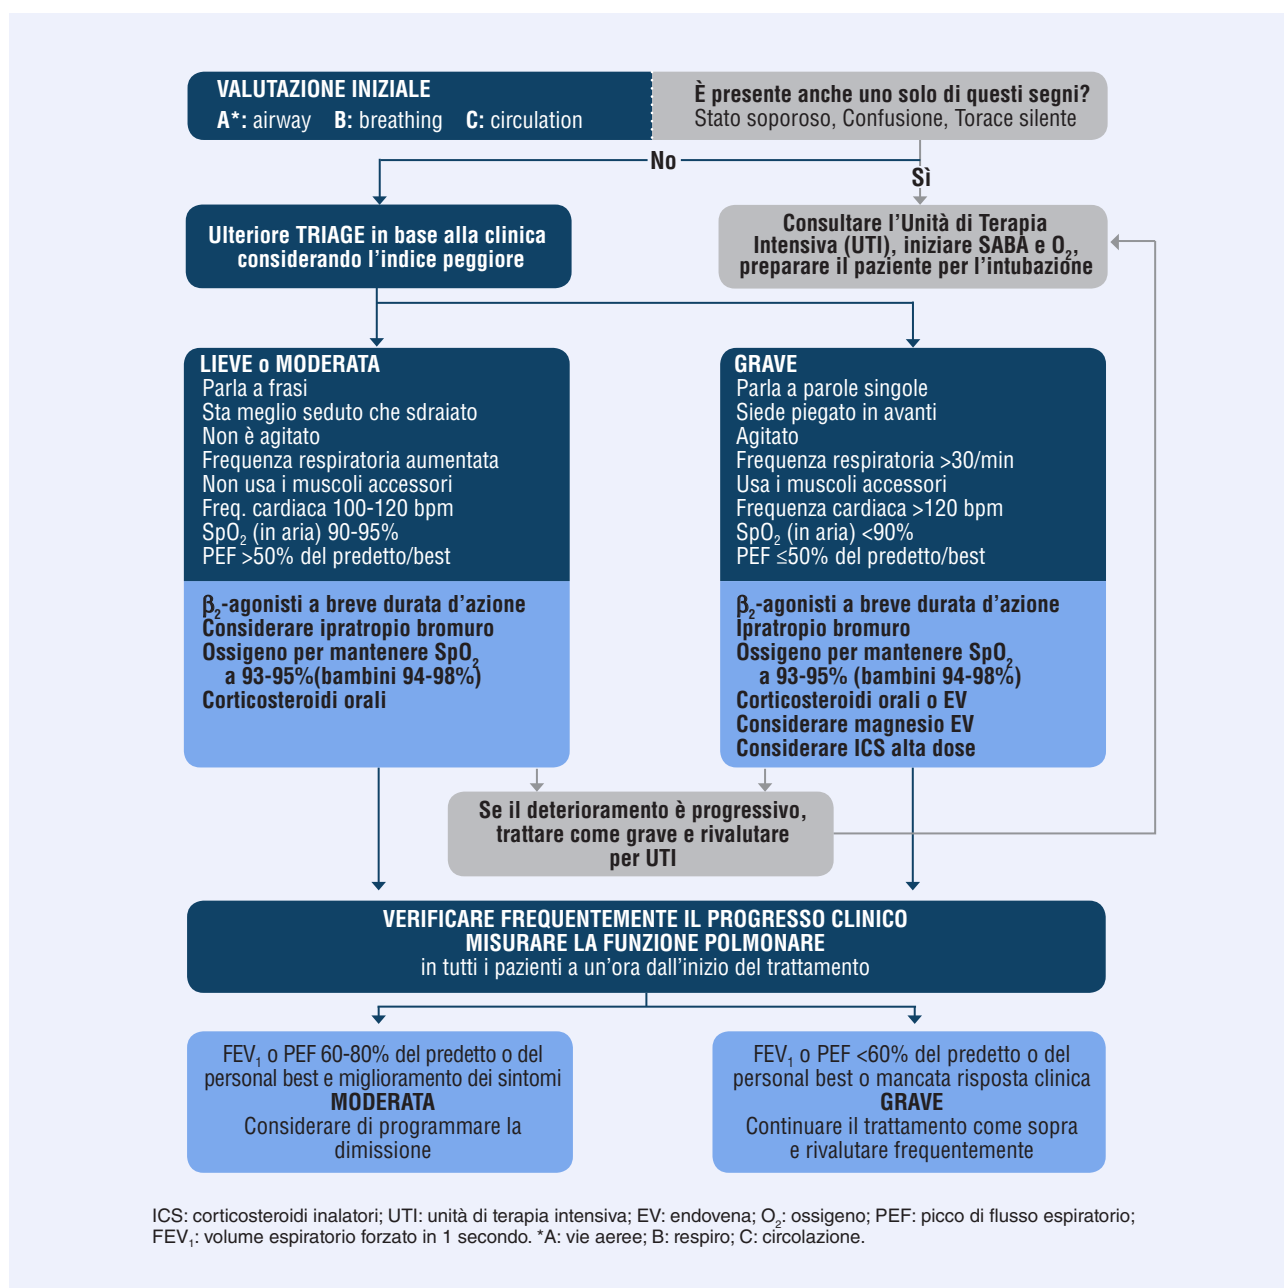 VALUTAZIONE INIZIALE
A*: airway B: breathing C: circulation
È presente anche uno solo di questi segni?
Stato soporoso, Confusione, Torace silente
No
Sì
Ulteriore TRIAGE in base alla clinica
considerando l'indice peggiore
Consultare l'Unità di Terapia
Intensiva (UTI), iniziare SABA e O₂,
preparare il paziente per l'intubazione
LIEVE o MODERATA
Parla a frasi
Sta meglio seduto che sdraiato
Non è agitato
Frequenza respiratoria aumentata
Non usa i muscoli accessori
Freq. cardiaca 100-120 bpm
SpO₂ (in aria) 90-95%
PEF >50% del predetto/best
β₂-agonisti a breve durata d'azione
Considerare ipratropio bromuro
Ossigeno per mantenere SpO₂
a 93-95%(bambini 94-98%)
Corticosteroidi orali
GRAVE
Parla a parole singole
Siede piegato in avanti
Agitato
Frequenza respiratoria >30/min
Usa i muscoli accessori
Frequenza cardiaca >120 bpm
SpO₂ (in aria) <90%
PEF ≤50% del predetto/best
β₂-agonisti a breve durata d'azione
Ipratropio bromuro
Ossigeno per mantenere SpO₂
a 93-95% (bambini 94-98%)
Corticosteroidi orali o EV
Considerare magnesio EV
Considerare ICS alta dose
Se il deterioramento è progressivo,
trattare come grave e rivalutare
per UTI
VERIFICARE FREQUENTEMENTE IL PROGRESSO CLINICO
MISURARE LA FUNZIONE POLMONARE
in tutti i pazienti a un'ora dall'inizio del trattamento
FEV₁ o PEF 60-80% del predetto o del
personal best e miglioramento dei sintomi
MODERATA
Considerare di programmare la
dimissione
FEV₁ o PEF <60% del predetto o del
personal best o mancata risposta clinica
GRAVE
Continuare il trattamento come sopra
e rivalutare frequentemente
ICS: corticosteroidi inalatori; UTI: unità di terapia intensiva; EV: endovena; O₂: ossigeno; PEF: picco di flusso espiratorio;
FEV₁: volume espiratorio forzato in 1 secondo. *A: vie aeree; B: respiro; C: circolazione.